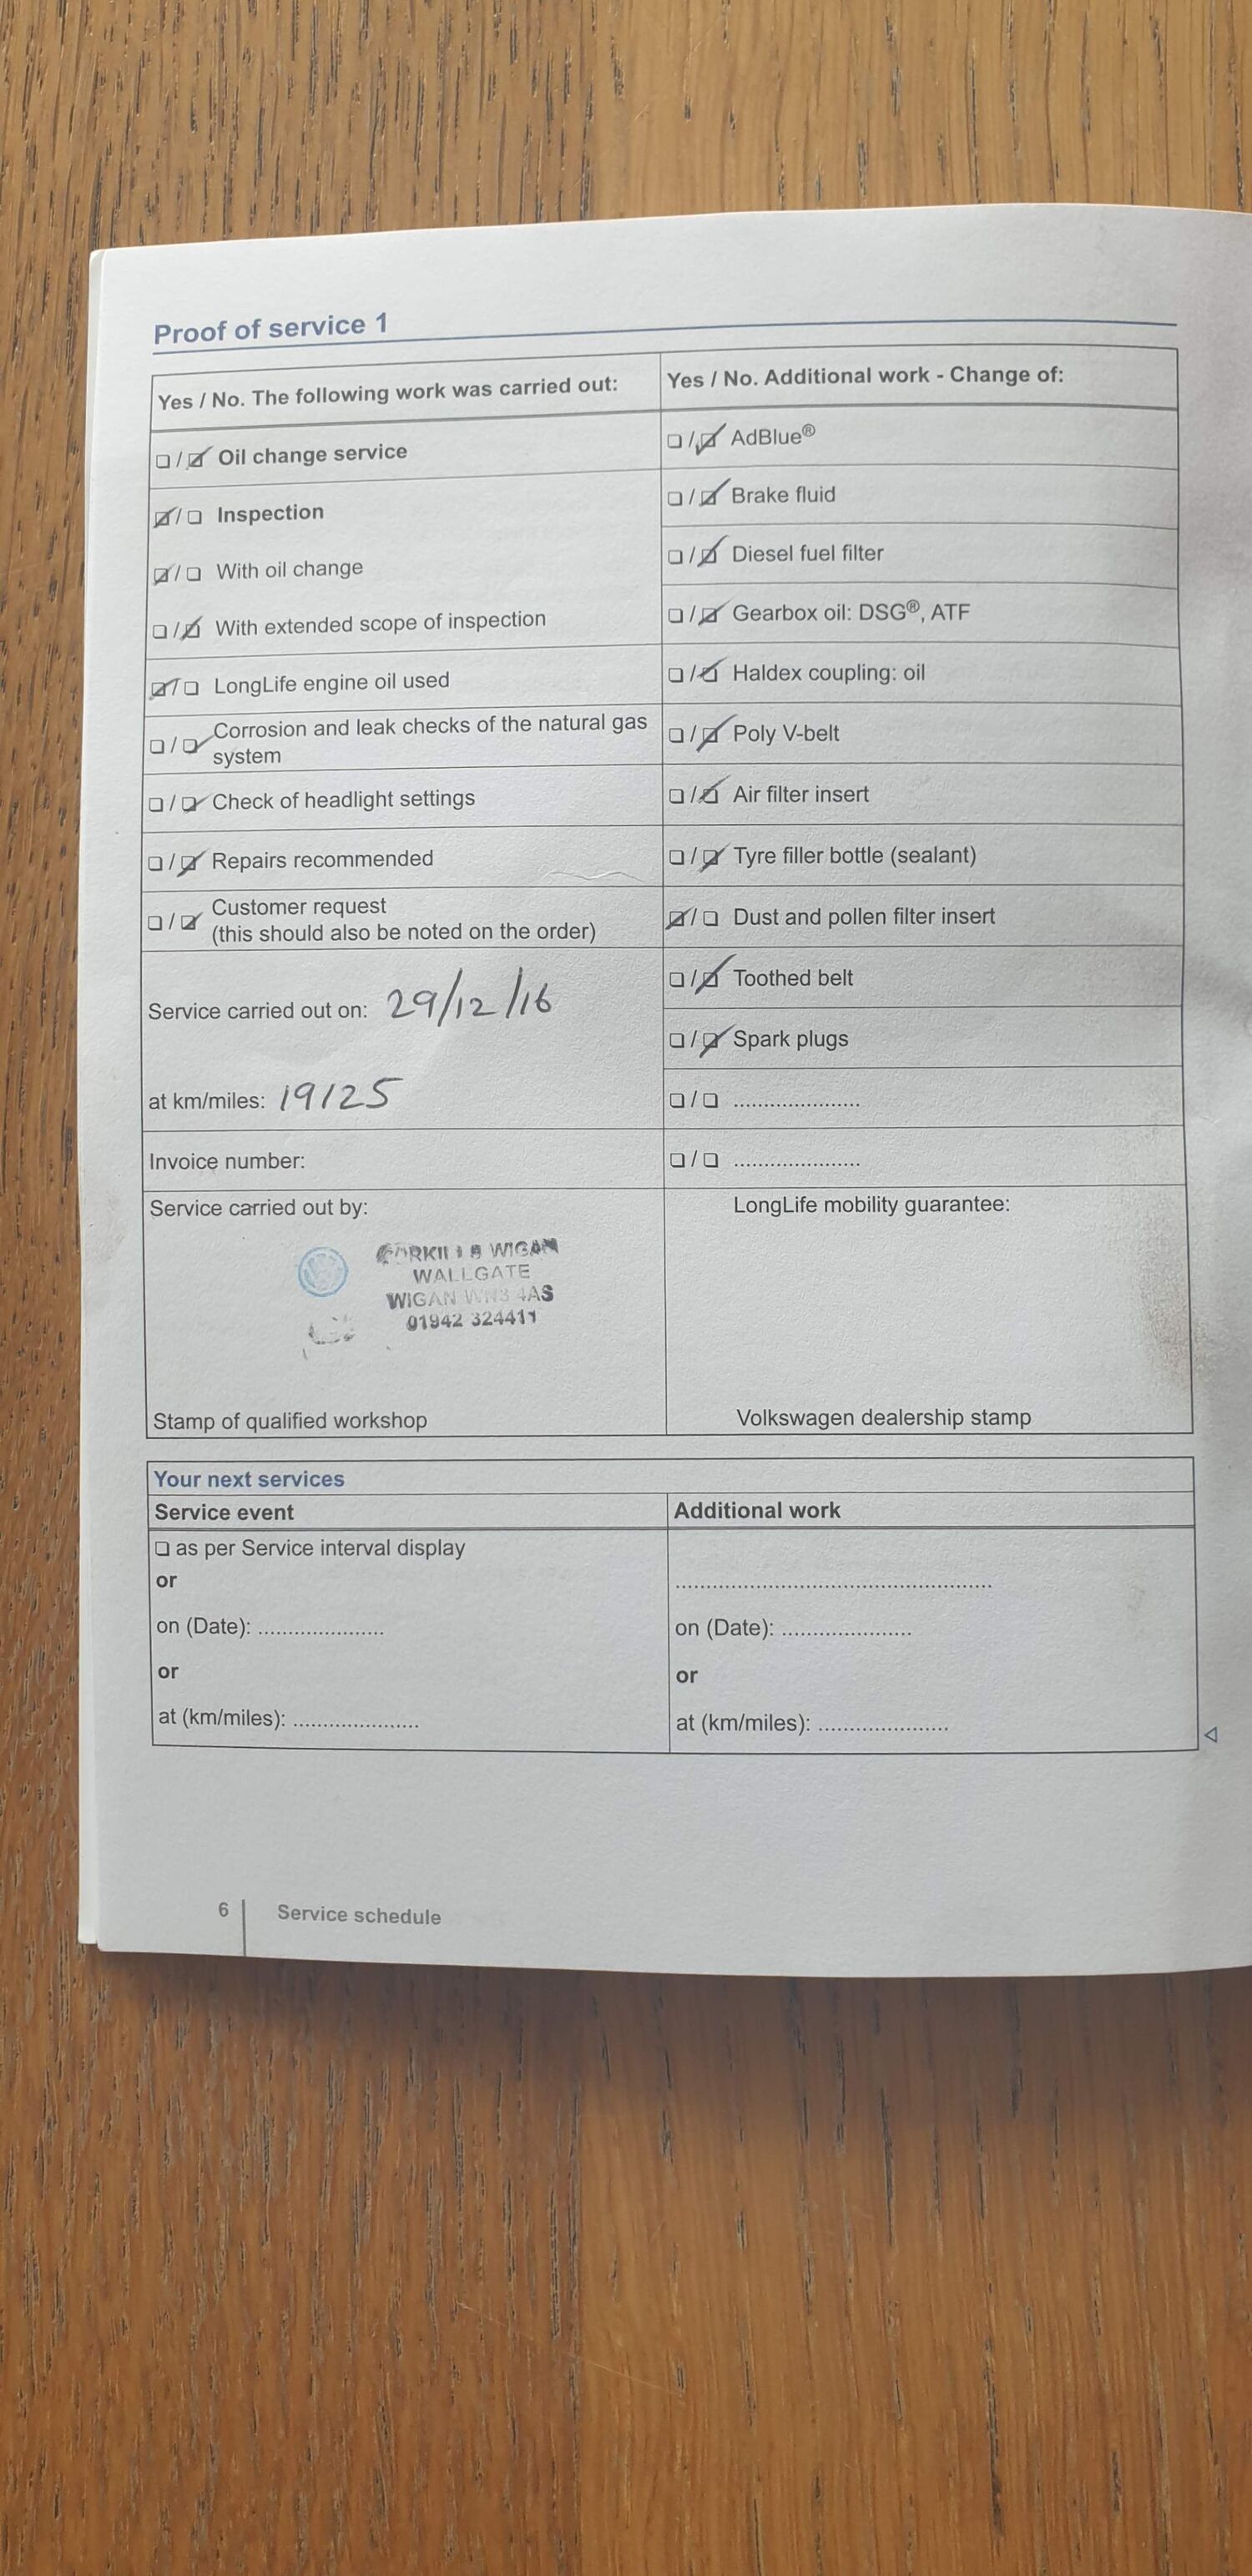 Proof of service 1
Yes / No. The following work was carried out:
Yes / No. Additional work - Change of:
Oil change service
Inspection
With oil change
With extended scope of inspection
LongLife engine oil used
Corrosion and leak checks of the natural gas
system
Check of headlight settings
Repairs recommended
Customer request
(this should also be noted on the order)
Service carried out on: 29/12/16
at km/miles: 19125
Invoice number:
AdBlue®
Brake fluid
Diesel fuel filter
Gearbox oil: DSG®, ATF
Haldex coupling: oil
Poly V-belt
Air filter insert
Tyre filler bottle (sealant)
Dust and pollen filter insert
Toothed belt
Spark plugs
Service carried out by:
WIGAN
WALLGATE
WIGAN WN3 4AS
01942 324411
Stamp of qualified workshop
LongLife mobility guarantee:
Volkswagen dealership stamp
Your next services
Service event
as per Service interval display
or
on (Date): .....................
or
at (km/miles): .....................
Additional work
on (Date): .....................
or
at (km/miles): .....................
6
Service schedule